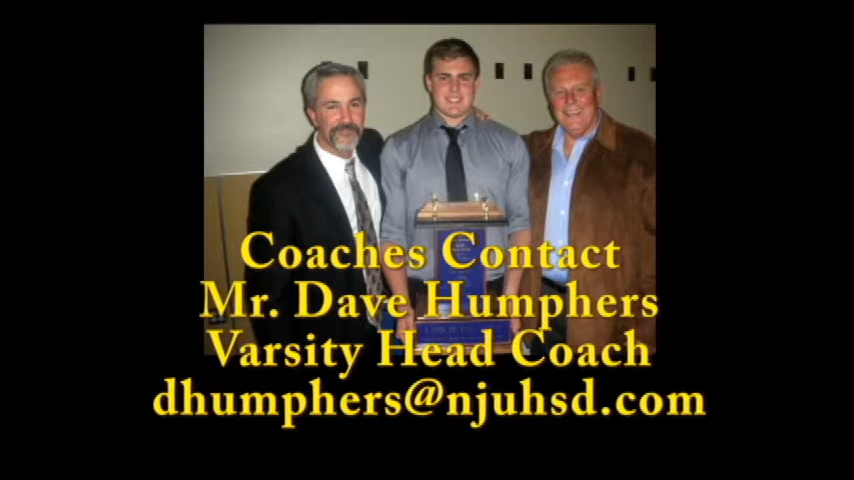 Coaches Contact
Mr. Dave Humphers
Varsity Head Coach
dhumphers@njuhsd.com